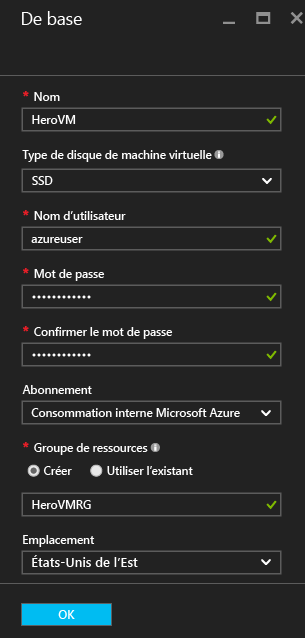 De base
* Nom
HeroVM
Type de disque de machine virtuelle
SSD
* Nom d'utilisateur
azureuser
* Mot de passe
••••••••••••
* Confirmer le mot de passe
••••••••••••
Abonnement
Consommation interne Microsoft Azure
* Groupe de ressources
Créer Utiliser l'existant
HeroVMRG
Emplacement
États-Unis de l'Est
OK